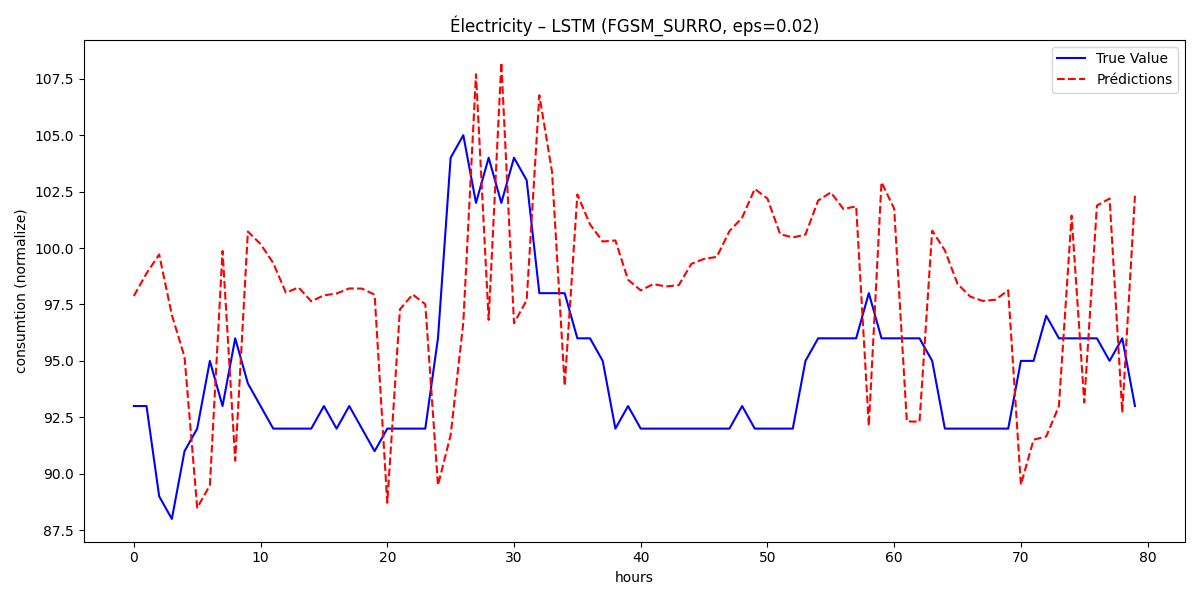 Électricity – LSTM (FGSM_SURRO, eps=0.02)
True Value
Prédictions
107.5
105.0
102.5
100.0
97.5
95.0
92.5
90.0
87.5
consumtion (normalize)
0 10 20 30 40 50 60 70 80
hours